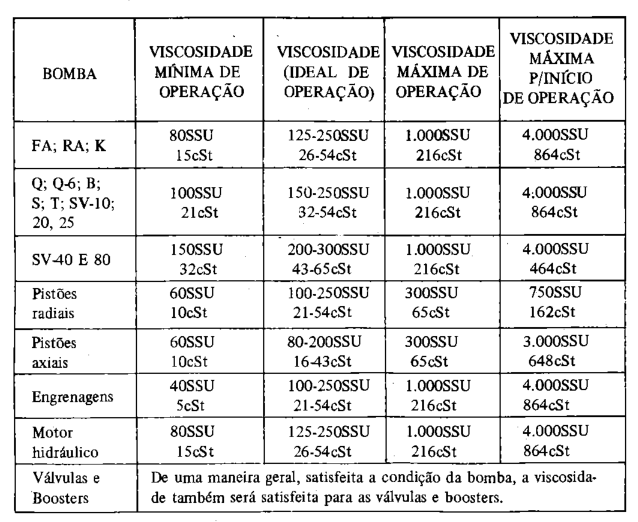 BOMBA
VISCOSIDADE
MÍNIMA DE
OPERAÇÃO
VISCOSIDADE
(IDEAL DE
OPERAÇÃO)
VISCOSIDADE
MÁXIMA DE
OPERAÇÃO
VISCOSIDADE
MÁXIMA
P/INÍCIO
DE OPERAÇÃO
FA; RA; K
80SSU
15cSt
125-250SSU
26-54cSt
1.000SSU
216cSt
4.000SSU
864cSt
Q; Q-6; B;
S; T; SV-10;
20, 25
100SSU
21cSt
150-250SSU
32-54cSt
1.000SSU
216cSt
4.000SSU
864cSt
SV-40 E 80
150SSU
32cSt
200-300SSU
43-65cSt
1.000SSU
216cSt
4.000SSU
464cSt
Pistões
radiais
60SSU
10cSt
100-250SSU
21-54cSt
300SSU
65cSt
750SSU
162cSt
Pistões
axiais
60SSU
10cSt
80-200SSU
16-43cSt
300SSU
65cSt
3.000SSU
648cSt
Engrenagens
40SSU
5cSt
100-250SSU
21-54cSt
1.000SSU
216cSt
4.000SSU
864cSt
Motor
hidráulico
80SSU
15cSt
125-250SSU
26-54cSt
1.000SSU
216cSt
4.000SSU
864cSt
Válvulas e
Boosters
De uma maneira geral, satisfeita a condição da bomba, a viscosida-
de também será satisfeita para as válvulas e boosters.